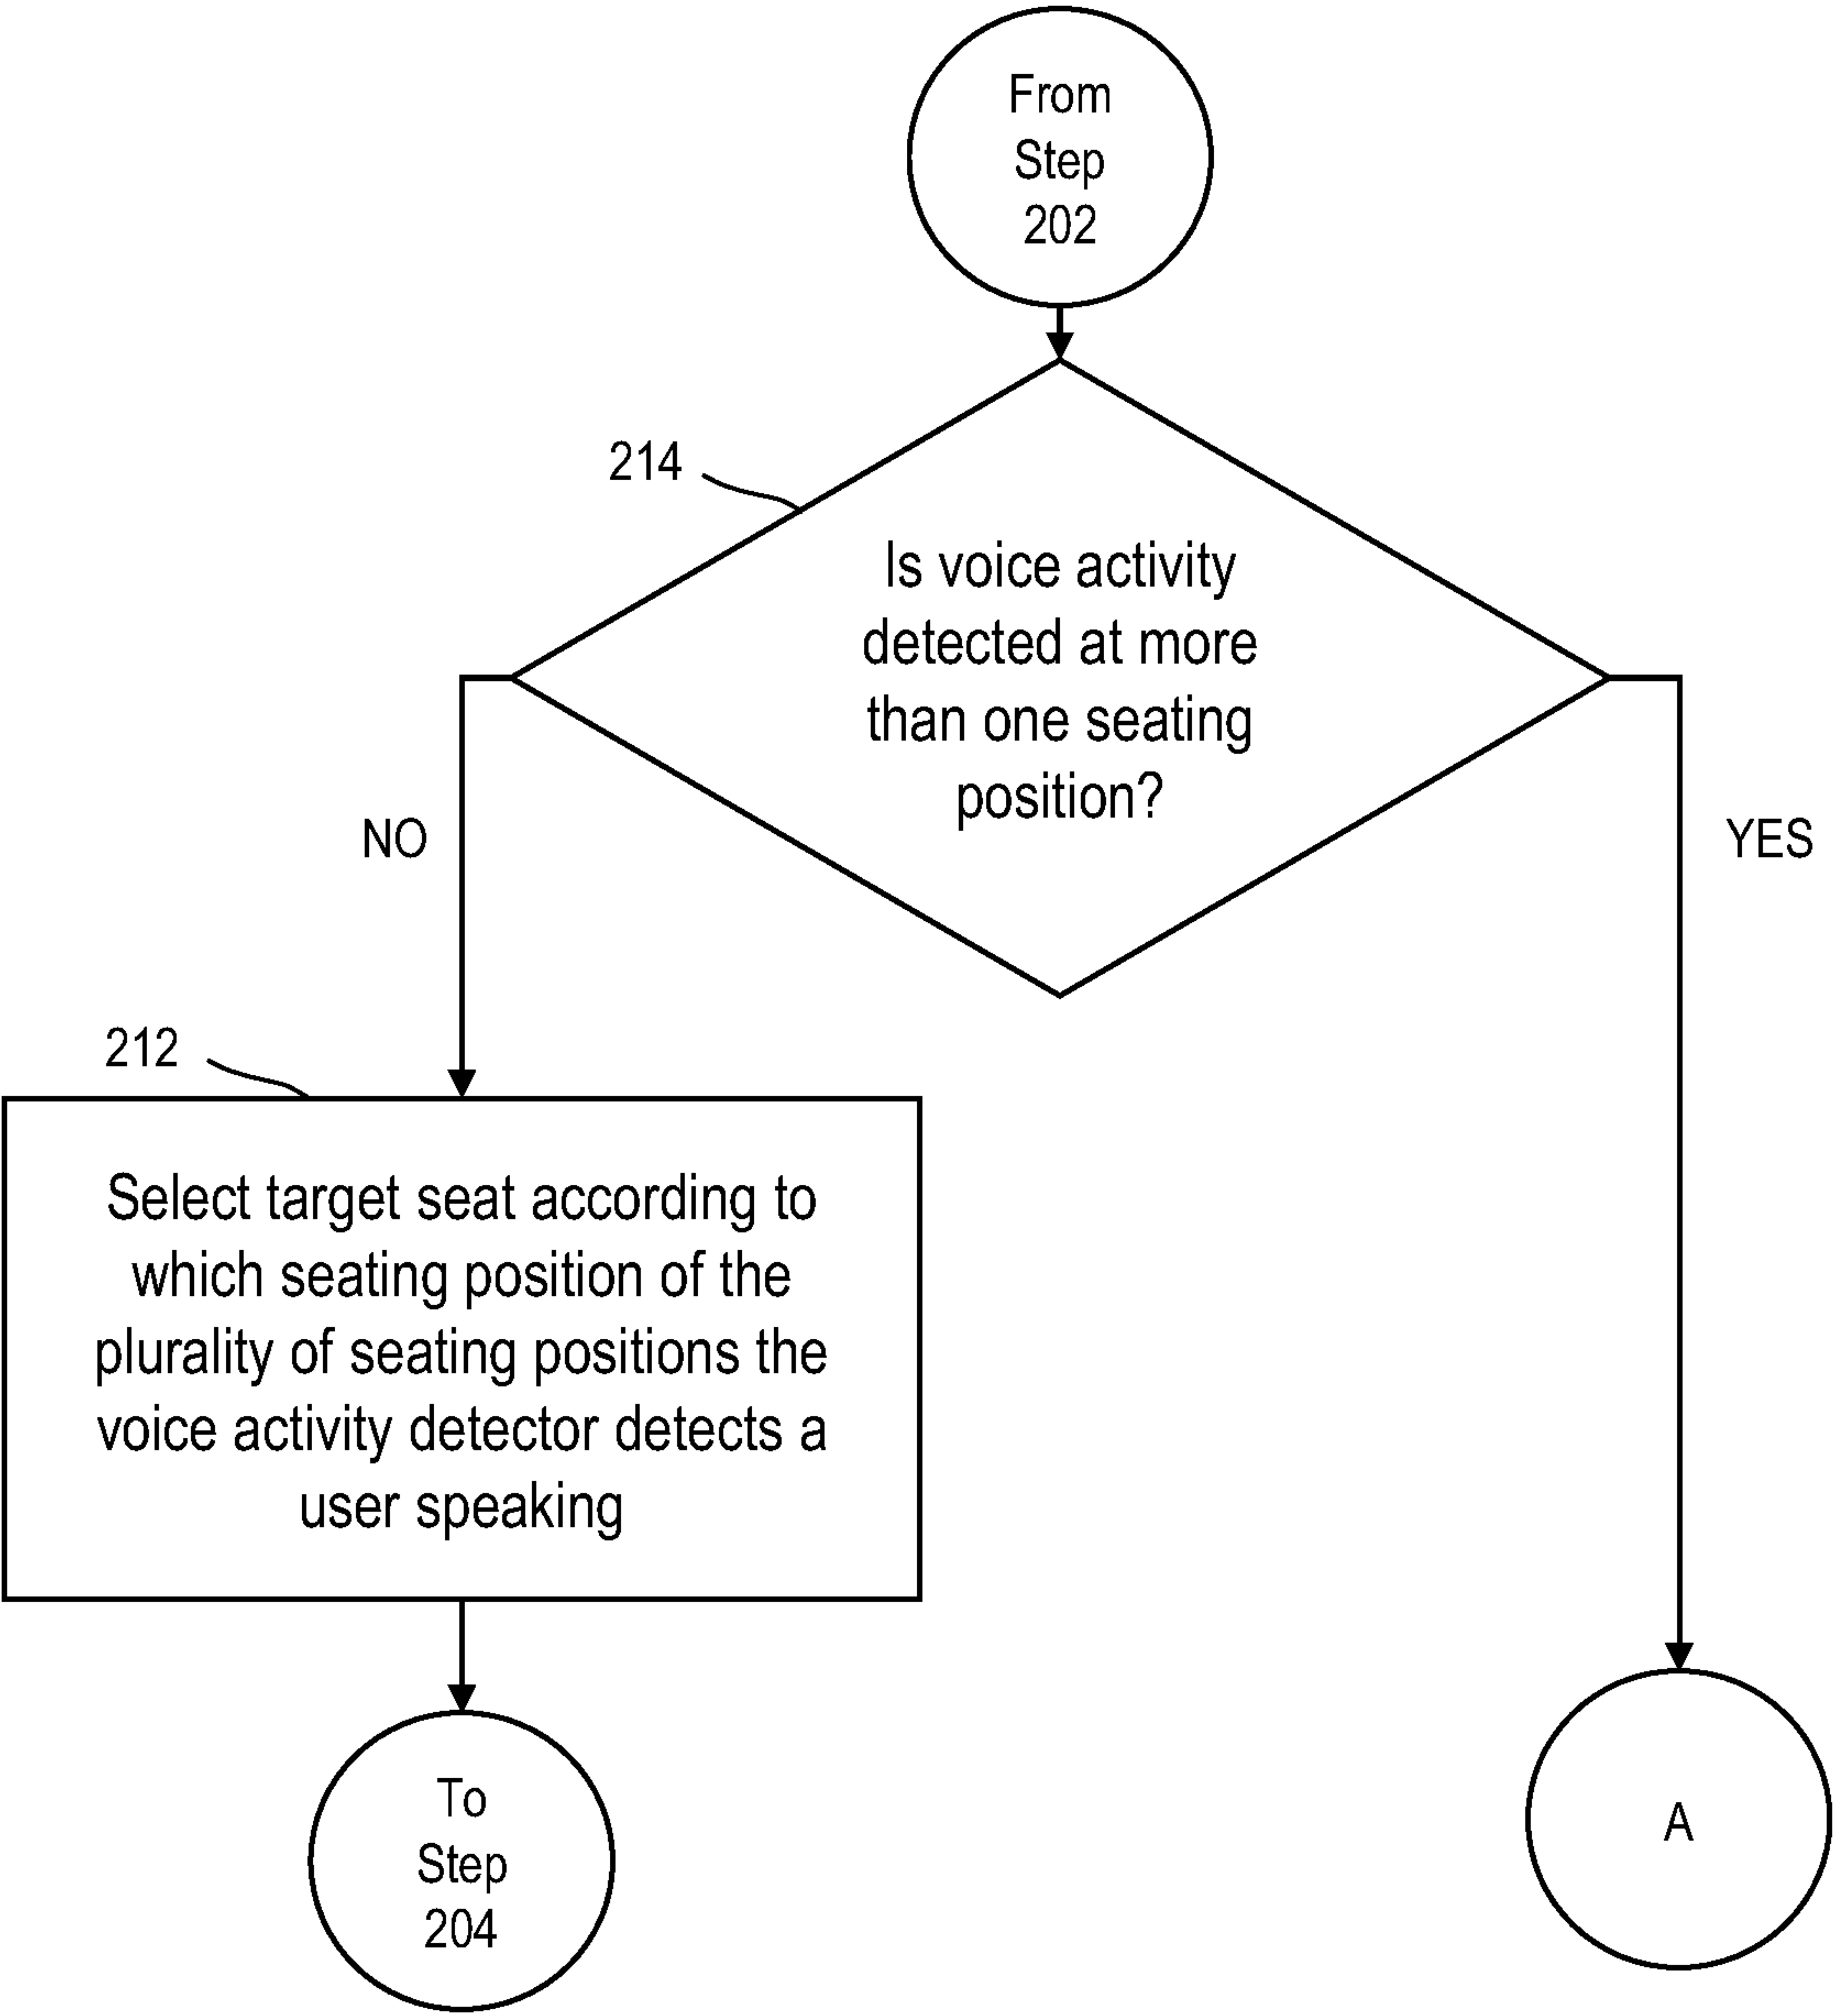 From
Step
202
214
Is voice activity
detected at more
than one seating
position?
NO
YES
212
Select target seat according to
which seating position of the
plurality of seating positions the
voice activity detector detects a
user speaking
To
Step
204
A